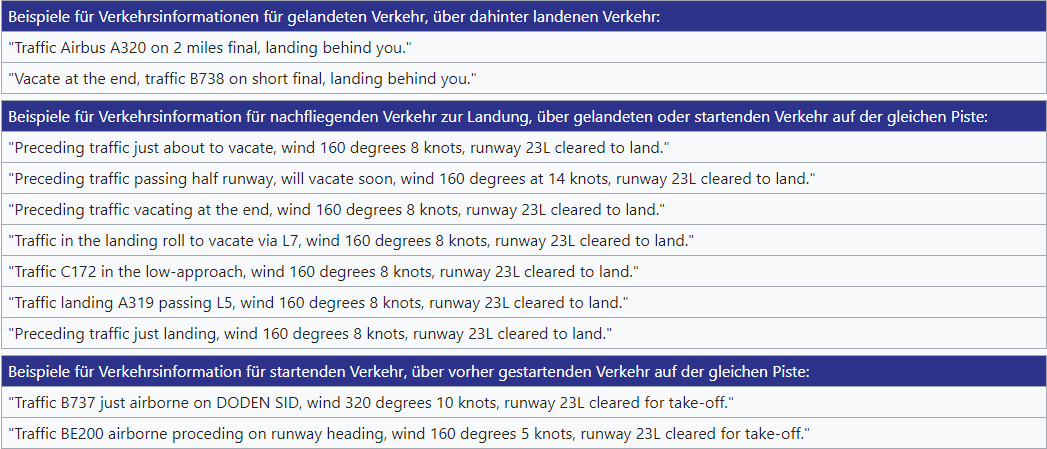 Beispiele für Verkehrsinformationen für gelandeten Verkehr, über dahinter landenen Verkehr:
"Traffic Airbus A320 on 2 miles final, landing behind you."
"Vacate at the end, traffic B738 on short final, landing behind you."
Beispiele für Verkehrsinformation für nachfliegenden Verkehr zur Landung, über gelandeten oder startenden Verkehr auf der gleichen Piste:
"Preceding traffic just about to vacate, wind 160 degrees 8 knots, runway 23L cleared to land."
"Preceding traffic passing half runway, will vacate soon, wind 160 degrees at 14 knots, runway 23L cleared to land."
"Preceding traffic vacating at the end, wind 160 degrees 8 knots, runway 23L cleared to land."
"Traffic in the landing roll to vacate via L7, wind 160 degrees 8 knots, runway 23L cleared to land."
"Traffic C172 in the low-approach, wind 160 degrees 8 knots, runway 23L cleared to land."
"Traffic landing A319 passing L5, wind 160 degrees 8 knots, runway 23L cleared to land."
"Preceding traffic just landing, wind 160 degrees 8 knots, runway 23L cleared to land."
Beispiele für Verkehrsinformation für startenden Verkehr, über vorher gestartenden Verkehr auf der gleichen Piste:
"Traffic B737 just airborne on DODEN SID, wind 320 degrees 10 knots, runway 23L cleared for take-off."
"Traffic BE200 airborne proceding on runway heading, wind 160 degrees 5 knots, runway 23L cleared for take-off."